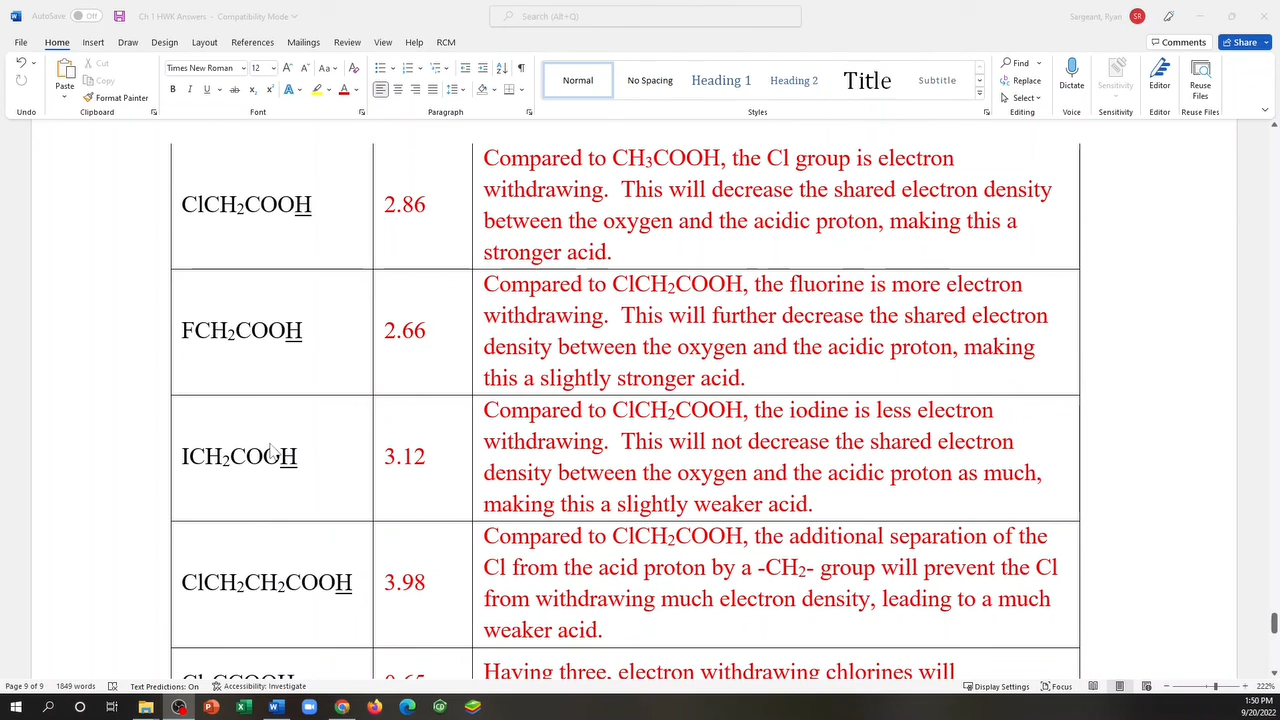 AutoSave Off Ch 1 HWK Answers - Compatibility Mode Search (Alt+Q) Sargeant, Ryan SR
File Home Insert Draw Design Layout References Mailings Review View Help RCM Comments Share
Paste Cut Copy Format Painter
Times New Roman 12 Aa
Normal No Spacing Heading 1 Heading 2 Title Subtitle
Find Replace Select
Dictate Sensitivity Editor Reuse Files
Undo Clipboard Font Paragraph Styles Editing Voice Sensitivity Editor Reuse Files
ClCH₂COOH 2.86
Compared to CH₃COOH, the Cl group is electron
withdrawing. This will decrease the shared electron density
between the oxygen and the acidic proton, making this a
stronger acid.
FCH₂COOH 2.66
Compared to ClCH₂COOH, the fluorine is more electron
withdrawing. This will further decrease the shared electron
density between the oxygen and the acidic proton, making
this a slightly stronger acid.
ICH₂COOH 3.12
Compared to ClCH₂COOH, the iodine is less electron
withdrawing. This will not decrease the shared electron
density between the oxygen and the acidic proton as much,
making this a slightly weaker acid.
ClCH₂CH₂COOH 3.98
Compared to ClCH₂COOH, the additional separation of the
Cl from the acid proton by a -CH₂- group will prevent the Cl
from withdrawing much electron density, leading to a much
weaker acid.
Having three, electron withdrawing chlorines will
Page 9 of 9 1849 words Text Predictions: On Accessibility: Investigate Display Settings Focus 222%
1:50 PM
9/20/2022